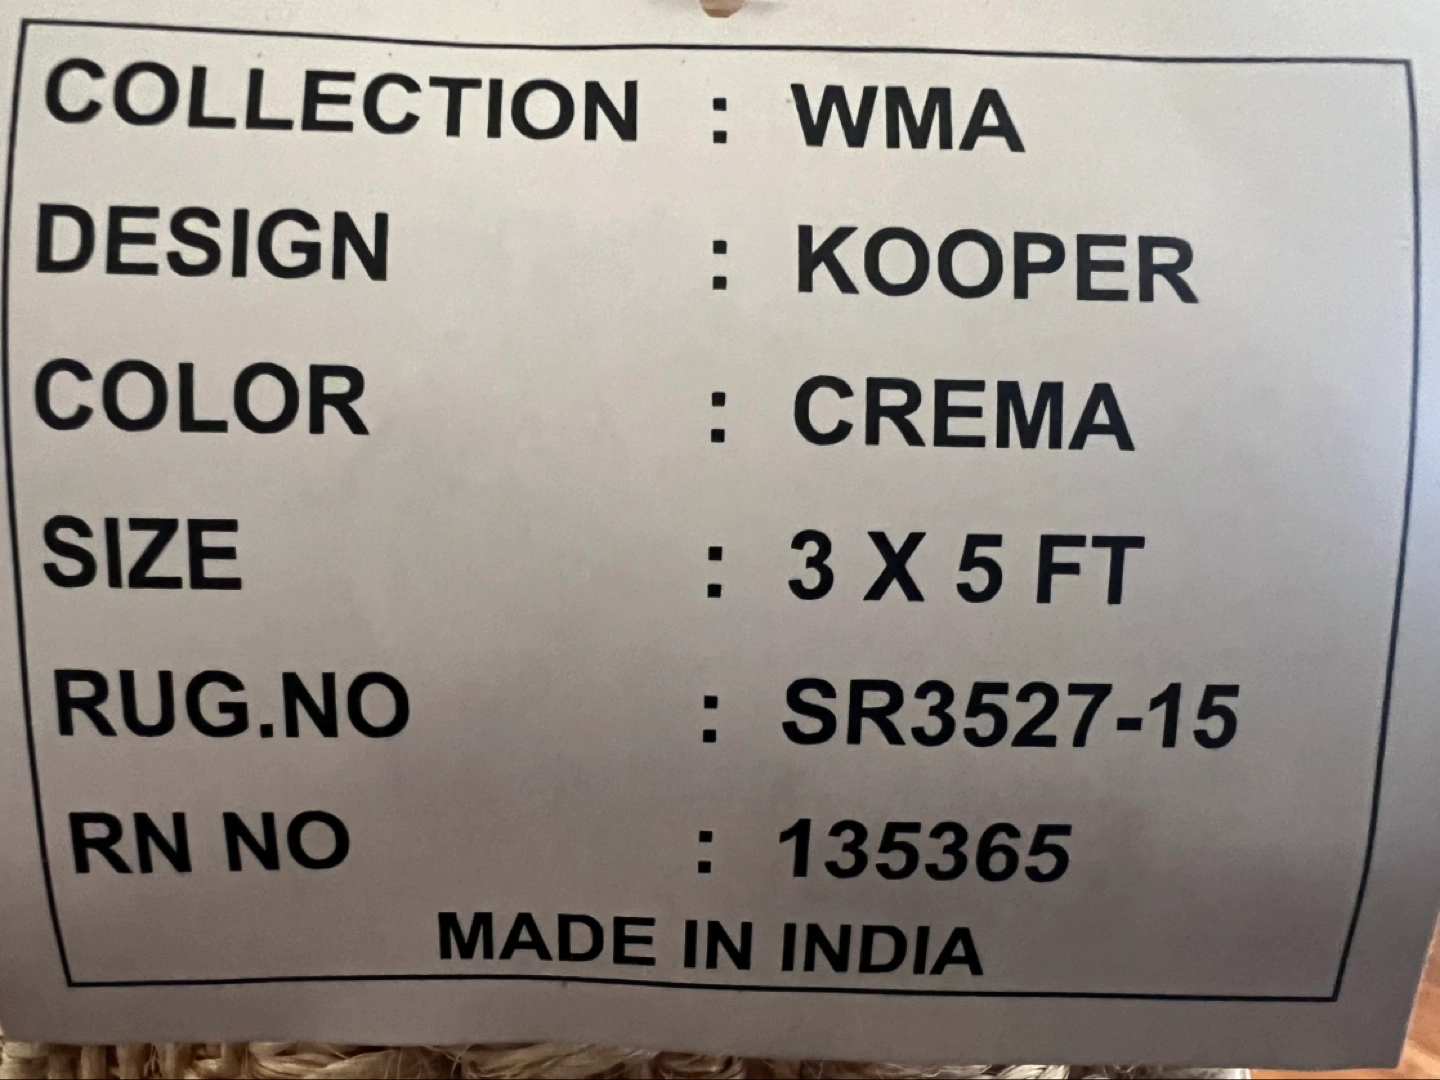 COLLECTION : WMA
DESIGN : KOOPER
COLOR : CREMA
SIZE : 3 X 5 FT
RUG.NO : SR3527-15
RN NO : 135365
MADE IN INDIA